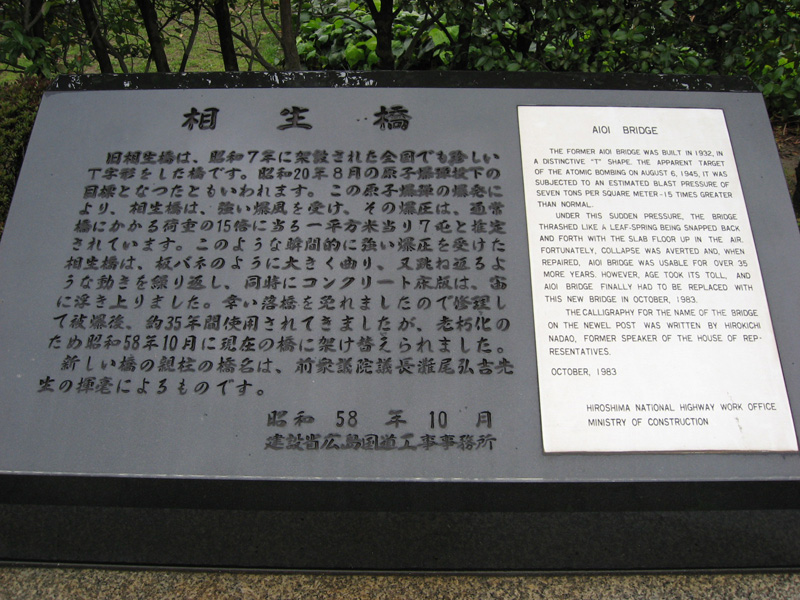 相生橋
旧相生橋は、昭和7年に架設された全国でも珍しい
T字形をした橋です。昭和20年8月の原子爆弾投下の
目標となつたともいわれます。この原子爆弾の爆発に
より、相生橋は、強い爆風を受け、その爆圧は、通常
橋にかかる荷重の15倍に当る一平方米当り7屯と推定
されています。このような瞬間的に強い爆圧を受けた
相生橋は、板バネのように大きく曲り、又跳ね返るよ
うな動きを繰り返し、同時にコンクリート床版は、宙
に浮き上りました。幸い落橋を免れましたので修理し
て被爆後、約35年間使用されてきましたが、老朽化の
ため昭和58年10月に現在の橋に架け替えられました。
新しい橋の親柱の橋名は、前衆議院議長灘尾弘吉先
生の揮毫によるものです。
昭和 58 年 10 月
建設省広島国道工事事務所
AIOI BRIDGE
THE FORMER AIOI BRIDGE WAS BUILT IN 1932, IN
A DISTINCTIVE "T" SHAPE. THE APPARENT TARGET
OF THE ATOMIC BOMBING ON AUGUST 6, 1945, IT WAS
SUBJECTED TO AN ESTIMATED BLAST PRESSURE OF
SEVEN TONS PER SQUARE METER-15 TIMES GREATER
THAN NORMAL.
UNDER THIS SUDDEN PRESSURE, THE BRIDGE
THRASHED LIKE A LEAF-SPRING BEING SNAPPED BACK
AND FORTH WITH THE SLAB FLOOR UP IN THE AIR.
FORTUNATELY, COLLAPSE WAS AVERTED AND, WHEN
REPAIRED, AIOI BRIDGE WAS USABLE FOR OVER 35
MORE YEARS. HOWEVER, AGE TOOK ITS TOLL, AND
AIOI BRIDGE FINALLY HAD TO BE REPLACED WITH
THIS NEW BRIDGE IN OCTOBER, 1983.
THE CALLIGRAPHY FOR THE NAME OF THE BRIDGE
ON THE NEWEL POST WAS WRITTEN BY HIROKICHI
NADAO, FORMER SPEAKER OF THE HOUSE OF REP-
RESENTATIVES.
OCTOBER, 1983
HIROSHIMA NATIONAL HIGHWAY WORK OFFICE
MINISTRY OF CONSTRUCTION